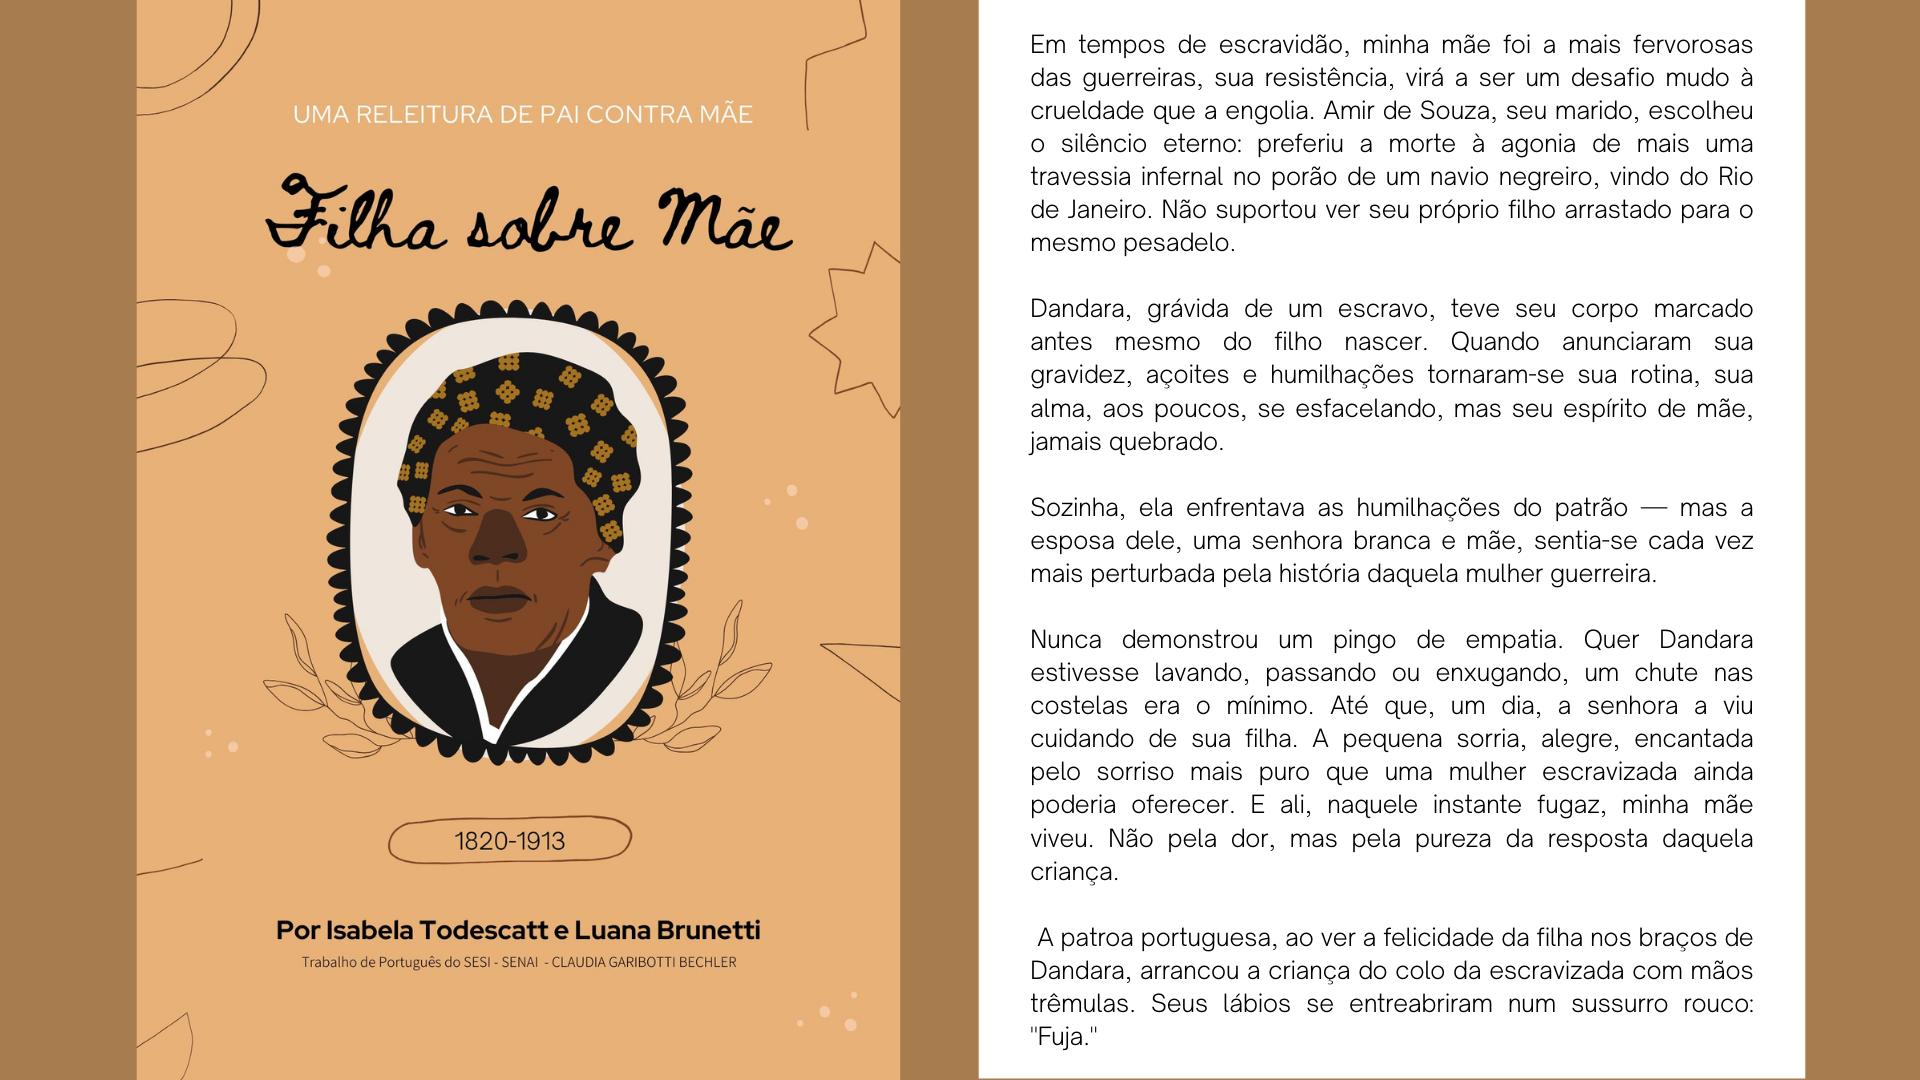 UMA RELEITURA DE PAI CONTRA MÃE
Filha sobre Mãe
1820-1913
Por Isabela Todescatt e Luana Brunetti
Trabalho de Português do SESI - SENAI - CLAUDIA GARIBOTTI BECHLER
Em tempos de escravidão, minha mãe foi a mais fervorosas
das guerreiras, sua resistência, virá a ser um desafio mudo à
crueldade que a engolia. Amir de Souza, seu marido, escolheu
o silêncio eterno: preferiu a morte à agonia de mais uma
travessia infernal no porão de um navio negreiro, vindo do Rio
de Janeiro. Não suportou ver seu próprio filho arrastado para o
mesmo pesadelo.
Dandara, grávida de um escravo, teve seu corpo marcado
antes mesmo do filho nascer. Quando anunciaram sua
gravidez, açoites e humilhações tornaram-se sua rotina, sua
alma, aos poucos, se esfacelando, mas seu espírito de mãe,
jamais quebrado.
Sozinha, ela enfrentava as humilhações do patrão — mas a
esposa dele, uma senhora branca e mãe, sentia-se cada vez
mais perturbada pela história daquela mulher guerreira.
Nunca demonstrou um pingo de empatia. Quer Dandara
estivesse lavando, passando ou enxugando, um chute nas
costelas era o mínimo. Até que, um dia, a senhora a viu
cuidando de sua filha. A pequena sorria, alegre, encantada
pelo sorriso mais puro que uma mulher escravizada ainda
poderia oferecer. E ali, naquele instante fugaz, minha mãe
viveu. Não pela dor, mas pela pureza da resposta daquela
criança.
A patroa portuguesa, ao ver a felicidade da filha nos braços de
Dandara, arrancou a criança do colo da escravizada com mãos
trêmulas. Seus lábios se entreabriram num sussurro rouco:
"Fuja."